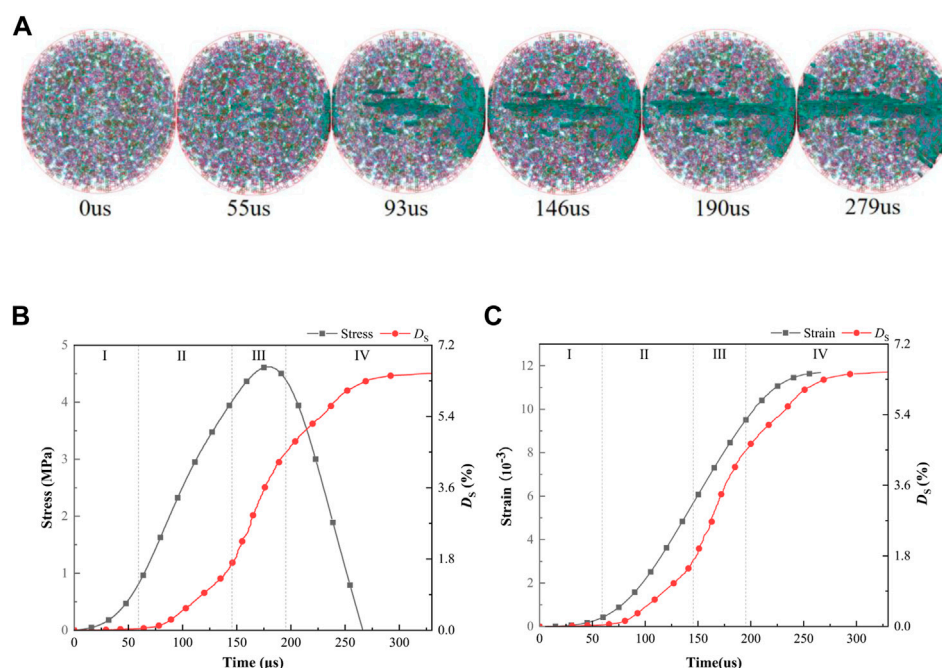 A
0us 55us 93us 146us 190us 279us
B
Stress Ds
I II III IV
5
4
3
2
1
0
Stress (MPa)
7.2
5.4
3.6
1.8
0.0
Ds (%)
0 50 100 150 200 250 300
Time (μs)
C
Strain Ds
I II III IV
12
10
8
6
4
2
0
Strain (10⁻³)
7.2
5.4
3.6
1.8
0.0
Ds (%)
0 50 100 150 200 250 300
Time(us)